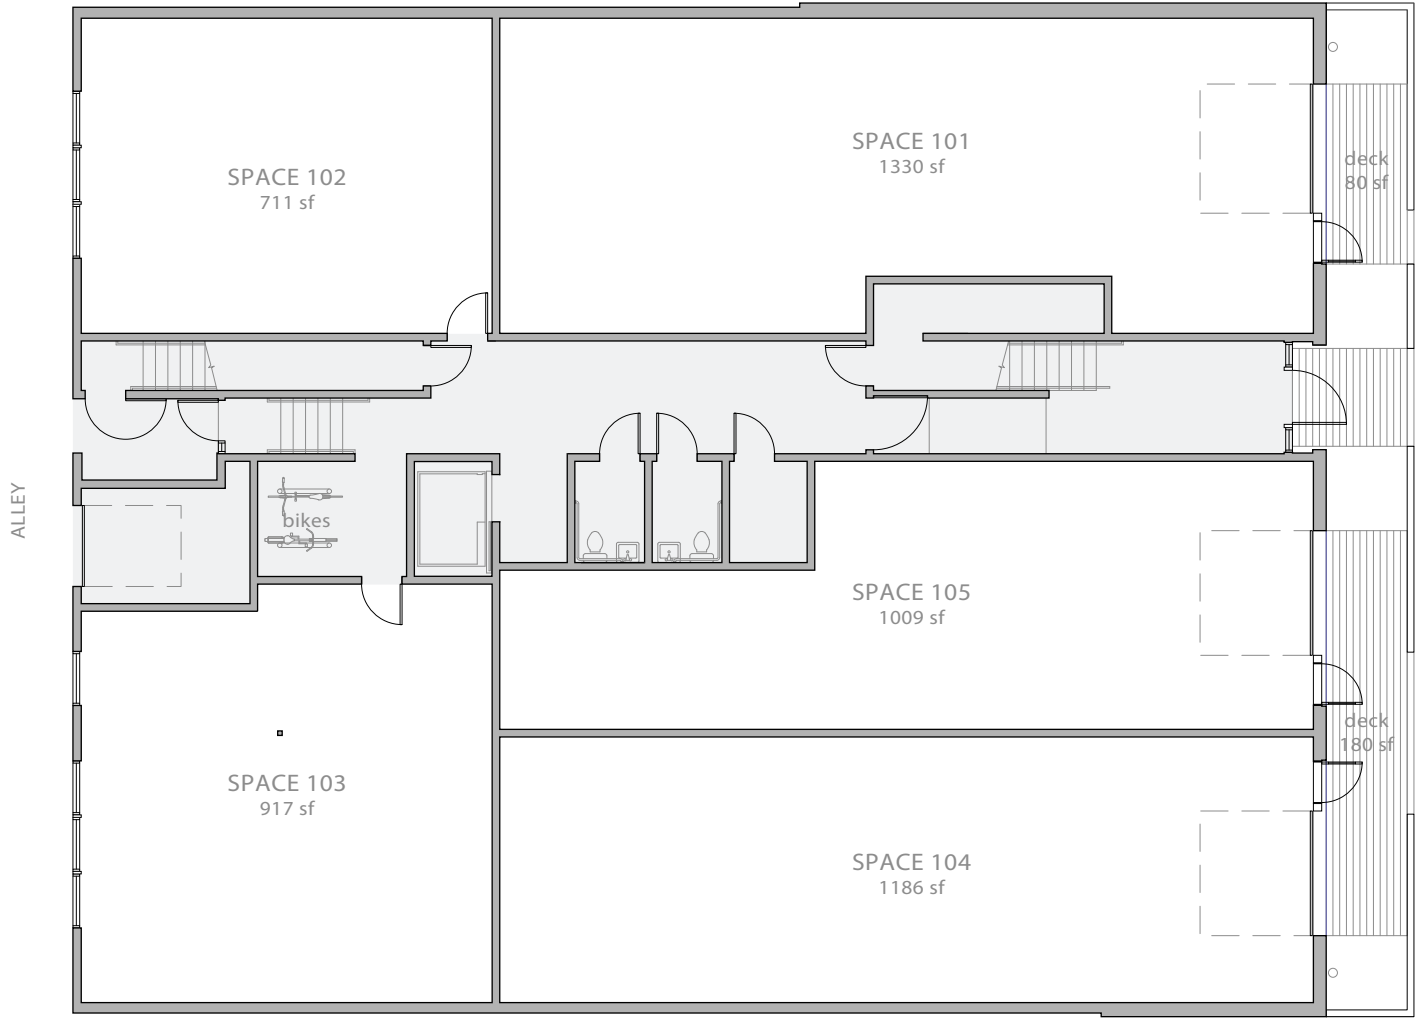 SPACE 101
1330 sf
deck
80 sf
SPACE 102
711 sf
ALLEY
bikes
SPACE 105
1009 sf
deck
180 sf
SPACE 103
917 sf
SPACE 104
1186 sf